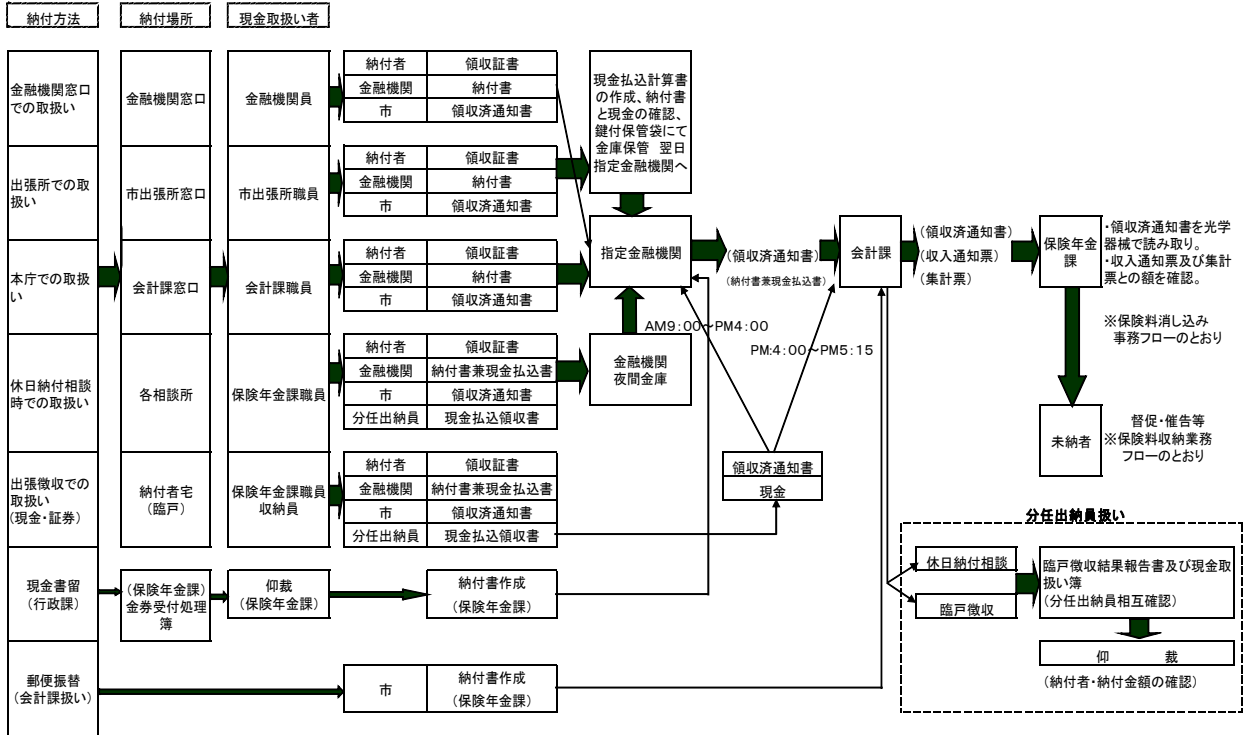 納付方法
納付場所
現金取扱い者
金融機関窓口
での取扱い
金融機関窓口
金融機関員
納付者 領収証書
金融機関 納付書
市 領収済通知書
現金払込計算書
の作成、納付書
と現金の確認、
鍵付保管袋にて
金庫保管 翌日
指定金融機関へ
出張所での取
扱い
市出張所窓口
市出張所職員
納付者 領収証書
金融機関 納付書
市 領収済通知書
本庁での取扱
い
会計課窓口
会計課職員
納付者 領収証書
金融機関 納付書
市 領収済通知書
指定金融機関
(領収済通知書)
(納付書兼現金払込書)
会計課
(領収済通知書)
(収入通知票)
(集計票)
保険年金
課
・領収済通知書を光学
器械で読み取り。
・収入通知票及び集計
票との額を確認。
※保険料消し込み
事務フローのとおり
AM9:00~PM4:00
PM:4:00~PM5:15
休日納付相談
時での取扱い
各相談所
保険年金課職員
納付者 領収証書
金融機関 納付書兼現金払込書
市 領収済通知書
分任出納員 現金払込領収書
金融機関
夜間金庫
未納者
督促・催告等
※保険料収納業務
フローのとおり
出張徴収での
取扱い
(現金・証券)
納付者宅
(臨戸)
保険年金課職員
収納員
納付者 領収証書
金融機関 納付書兼現金払込書
市 領収済通知書
分任出納員 現金払込領収書
領収済通知書
現金
現金書留
(行政課)
(保険年金課)
金券受付処理
簿
仰裁
(保険年金課)
納付書作成
(保険年金課)
郵便振替
(会計課扱い)
市
納付書作成
(保険年金課)
分任出納員扱い
休日納付相談
臨戸徴収
臨戸徴収結果報告書及び現金取
扱い簿
(分任出納員相互確認)
仰 裁
(納付者・納付金額の確認)